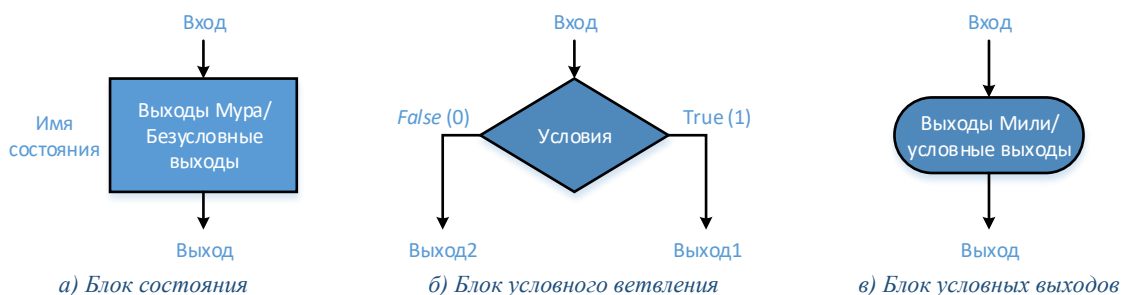 Вход
Имя
состояния
Выходы Мура/
Безусловные
выходы
Выход
а) Блок состояния
Вход
False (0)
Условия
True (1)
Выход2
Выход1
б) Блок условного ветвления
Вход
Выходы Мили/
условные выходы
Выход
в) Блок условных выходов